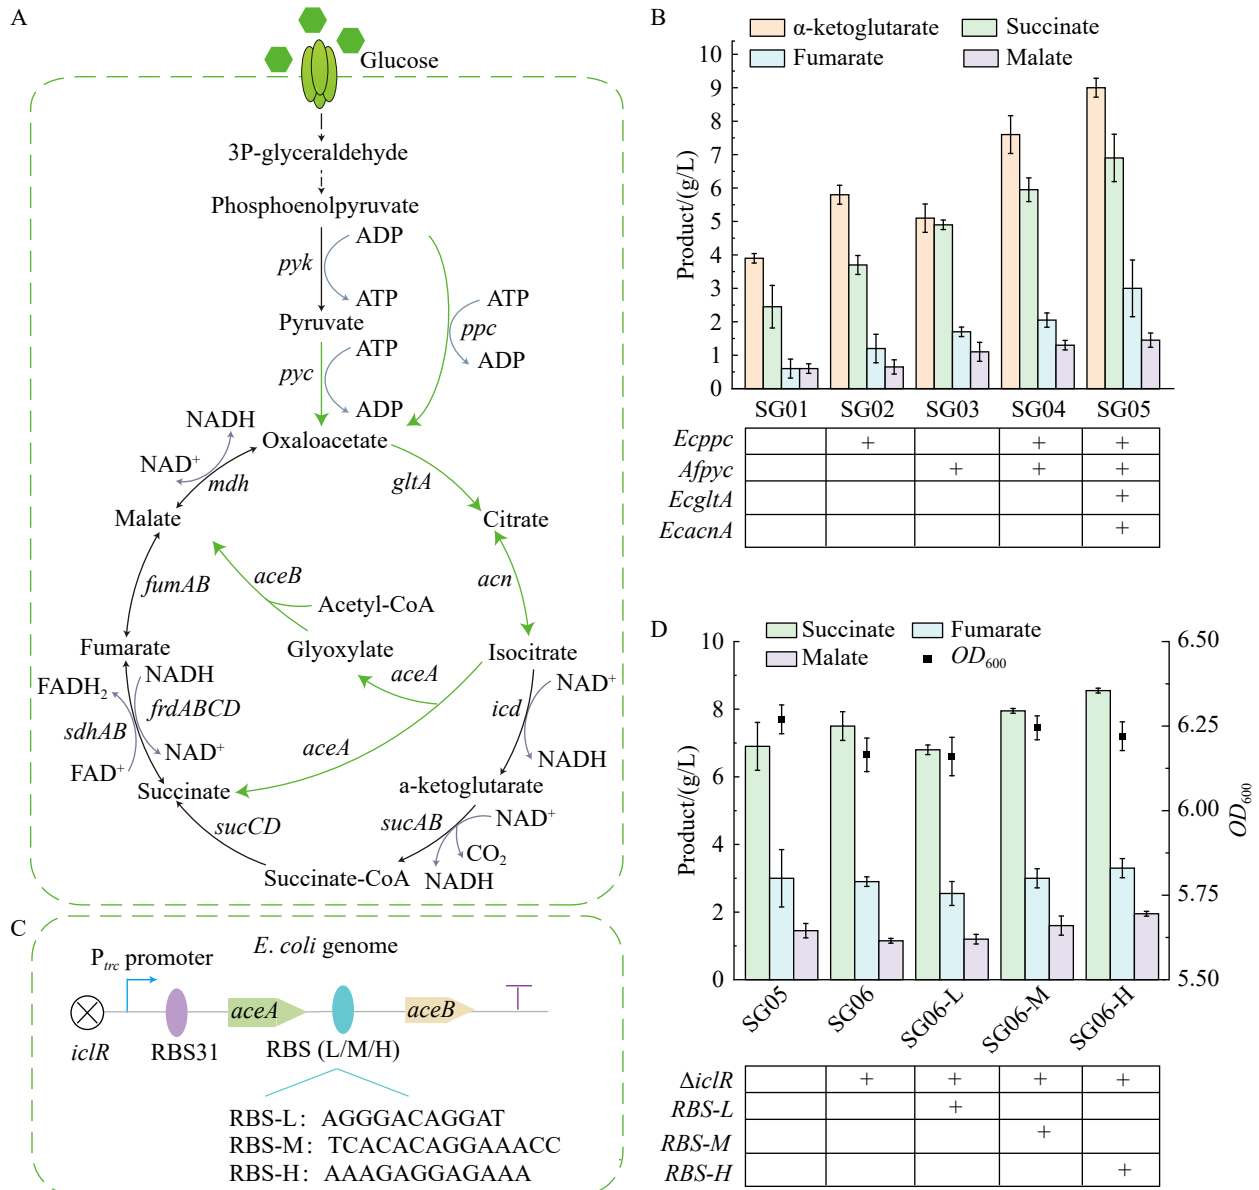 A
Glucose
3P-glyceraldehyde
Phosphoenolpyruvate
ADP
pyk
ATP
ATP
ppc
Pyruvate
ATP
ADP
pyc
ADP
NADH
Oxaloacetate
NAD+
mdh
gltA
Malate
Citrate
aceB
fumAB
acn
Acetyl-CoA
Fumarate
Glyoxylate
Isocitrate
NADH
aceA
NAD+
FADH2
frdABCD
icd
sdhAB
aceA
NAD+
NADH
FAD+
Succinate
a-ketoglutarate
sucCD
sucAB
NAD+
CO2
Succinate-CoA
NADH
B
α-ketoglutarate
Succinate
Fumarate
Malate
Product/(g/L)
10
9
8
7
6
5
4
3
2
1
0
SG01 SG02 SG03 SG04 SG05
Ecppc + + +
Afpyc + + +
EcgltA +
EcacnA +
C
E. coli genome
Ptrc promoter
aceA
aceB
iclR
RBS31
RBS (L/M/H)
RBS-L: AGGGACAGGAT
RBS-M: TCACACAGGAAACC
RBS-H: AAAGAGGAGAAA
D
Succinate
Fumarate
Malate
OD600
Product/(g/L)
10
8
6
4
2
0
6.50
6.25
6.00
5.75
5.50
OD600
SG05 SG06 SG06-L SG06-M SG06-H
ΔiclR + + + +
RBS-L +
RBS-M +
RBS-H +